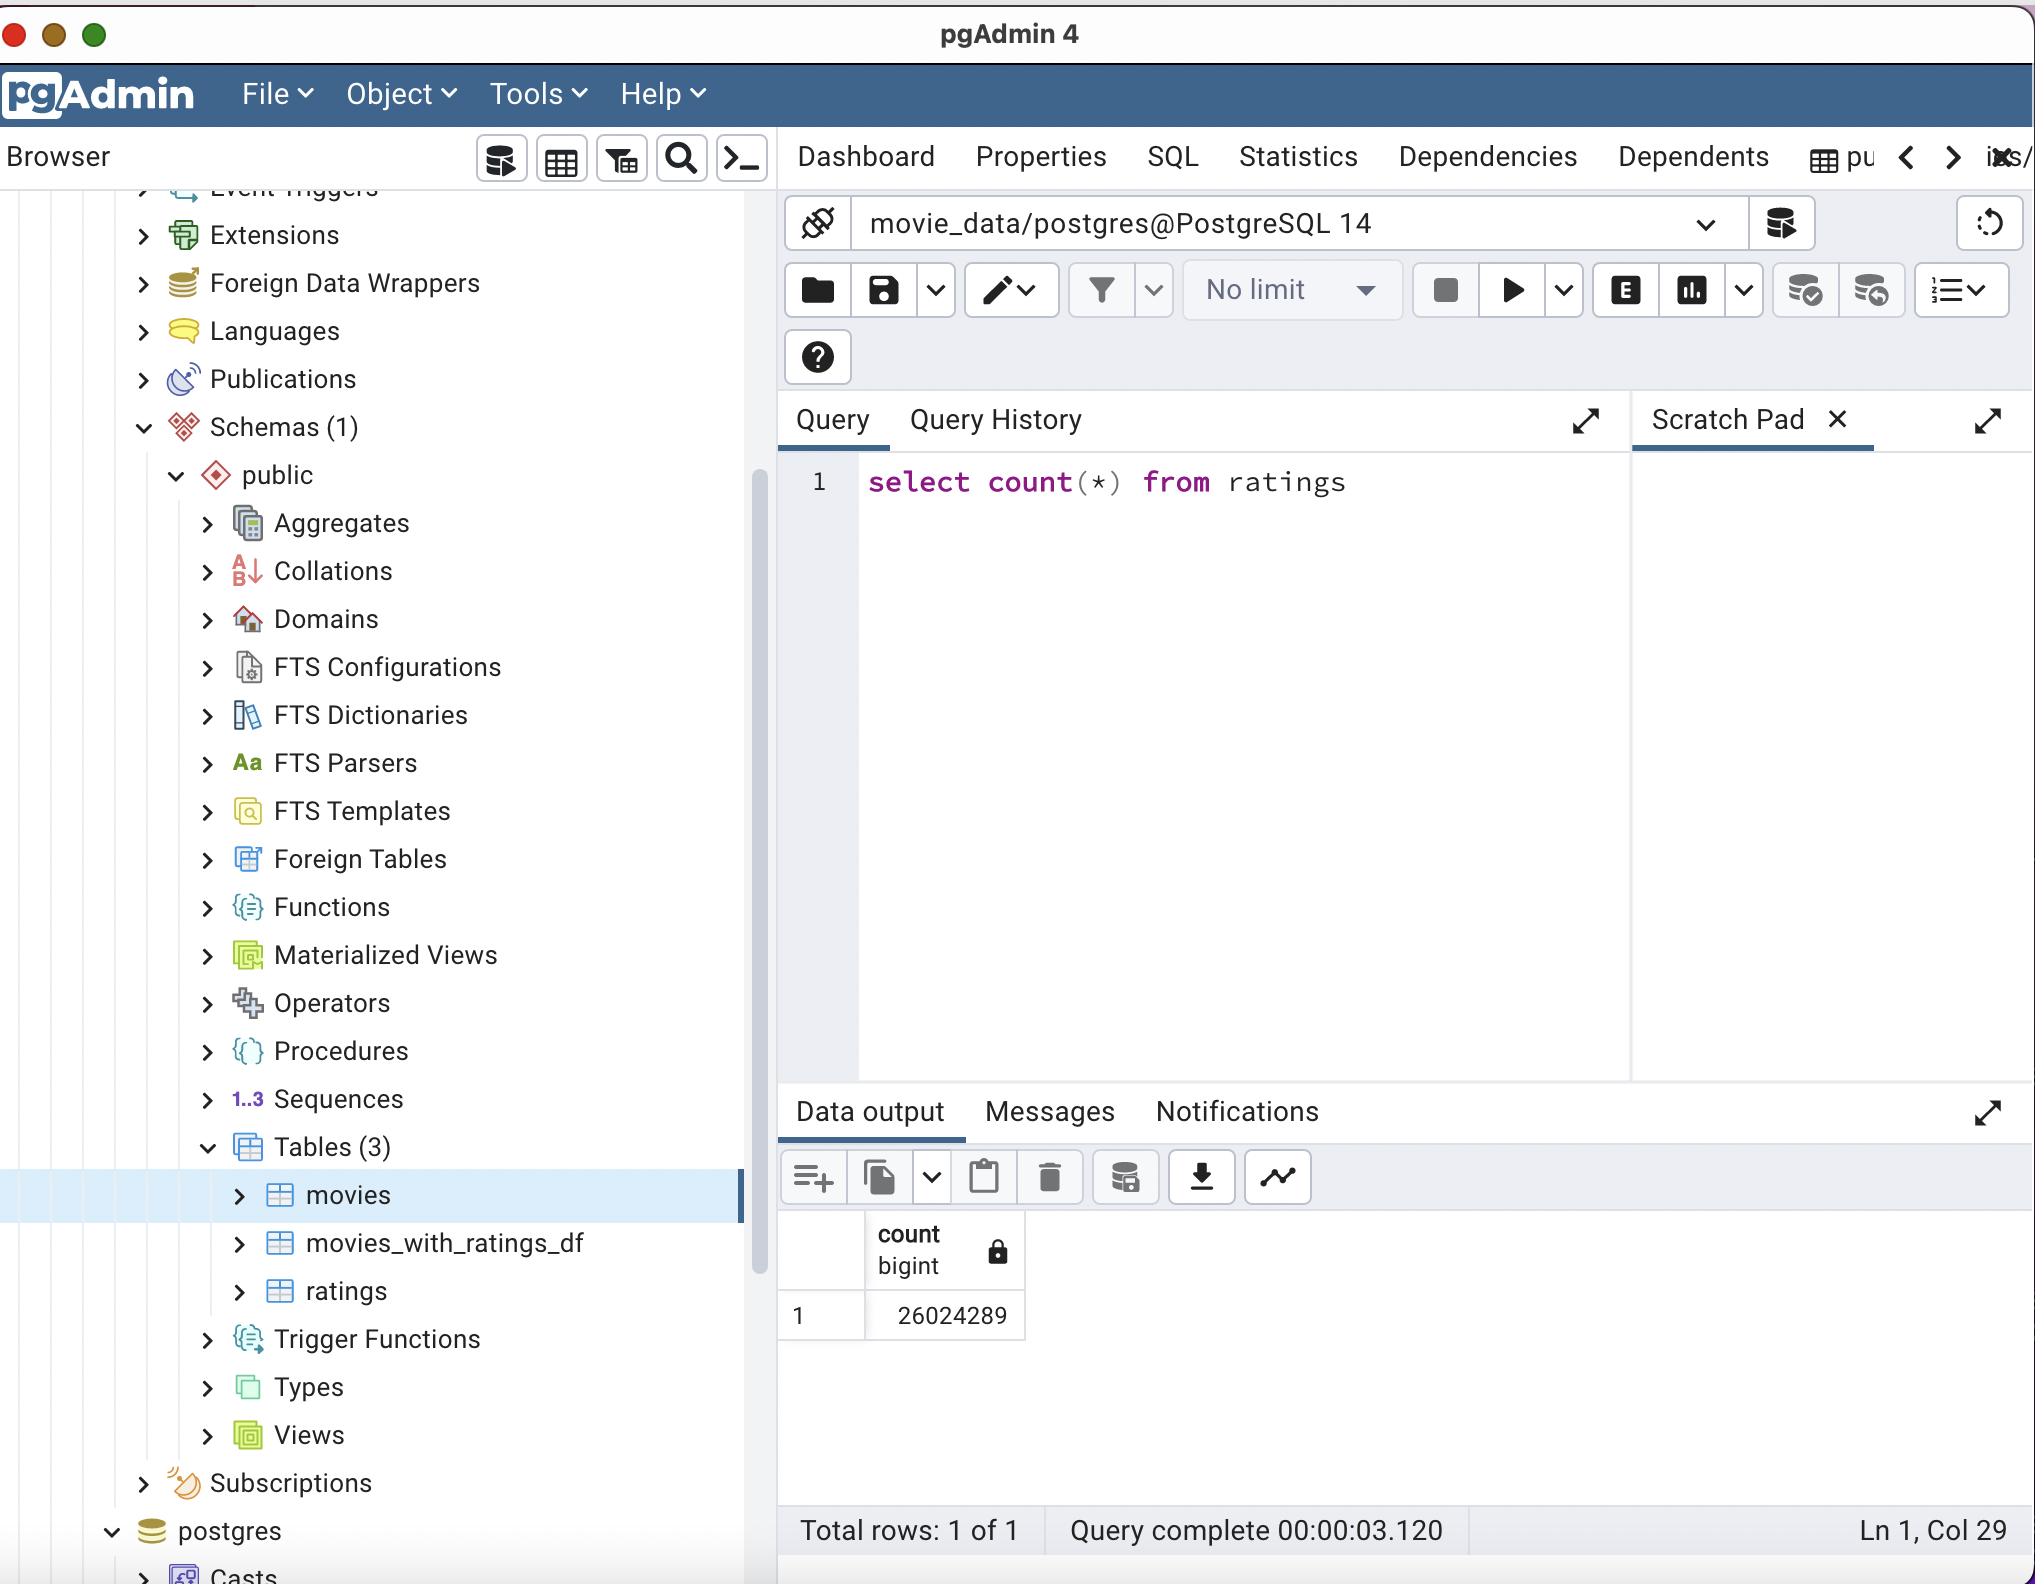 pgAdmin 4
pgAdmin
File
Object
Tools
Help
Browser
Dashboard
Properties
SQL
Statistics
Dependencies
Dependents
pu
Event Triggers
Extensions
Foreign Data Wrappers
Languages
Publications
Schemas (1)
public
Aggregates
Collations
Domains
FTS Configurations
FTS Dictionaries
Aa FTS Parsers
FTS Templates
Foreign Tables
Functions
Materialized Views
Operators
Procedures
1..3 Sequences
Tables (3)
movies
movies_with_ratings_df
ratings
Trigger Functions
Types
Views
Subscriptions
postgres
Casts
movie_data/postgres@PostgreSQL 14
No limit
E
Query
Query History
Scratch Pad
1 select count(*) from ratings
Data output
Messages
Notifications
count
bigint
1 26024289
Total rows: 1 of 1
Query complete 00:00:03.120
Ln 1, Col 29